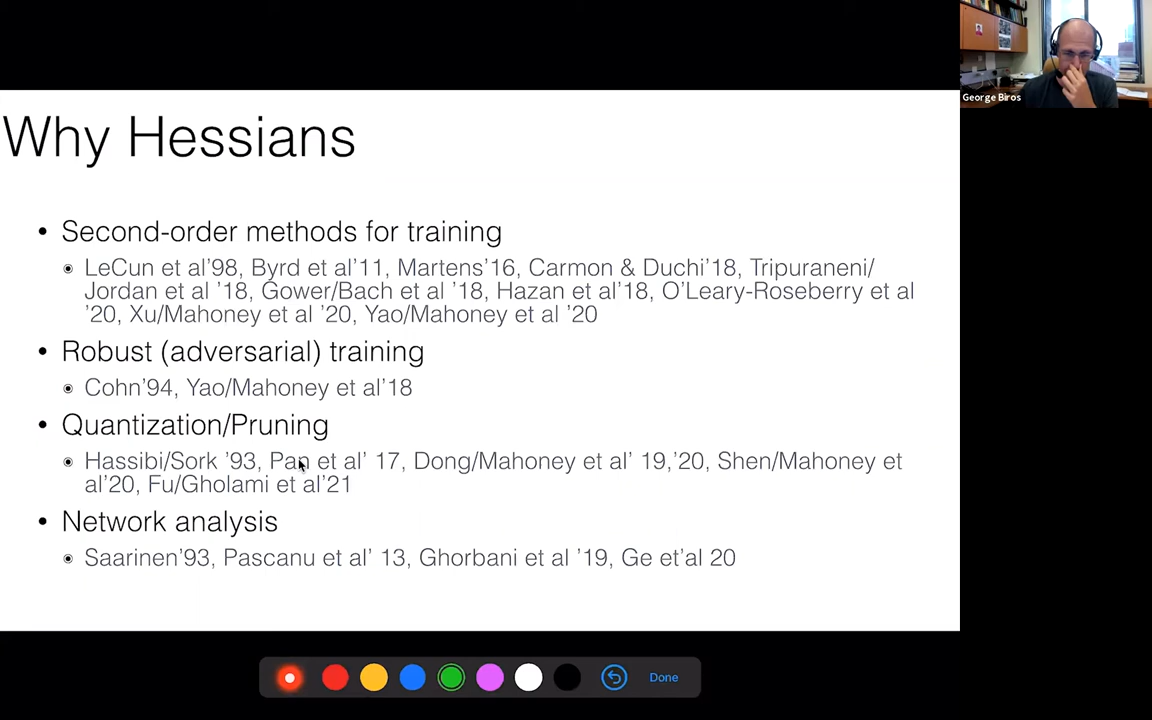 George Biros
Why Hessians
• Second-order methods for training
LeCun et al’98, Byrd et al’11, Martens’16, Carmon & Duchi’18, Tripuraneni/
Jordan et al ’18, Gower/Bach et al ’18, Hazan et al’18, O’Leary-Roseberry et al
’20, Xu/Mahoney et al ’20, Yao/Mahoney et al ’20
• Robust (adversarial) training
Cohn’94, Yao/Mahoney et al’18
• Quantization/Pruning
Hassibi/Sork ’93, Pan et al’ 17, Dong/Mahoney et al’ 19,’20, Shen/Mahoney et
al’20, Fu/Gholami et al’21
• Network analysis
Saarinen’93, Pascanu et al’ 13, Ghorbani et al ’19, Ge et’al 20
Done